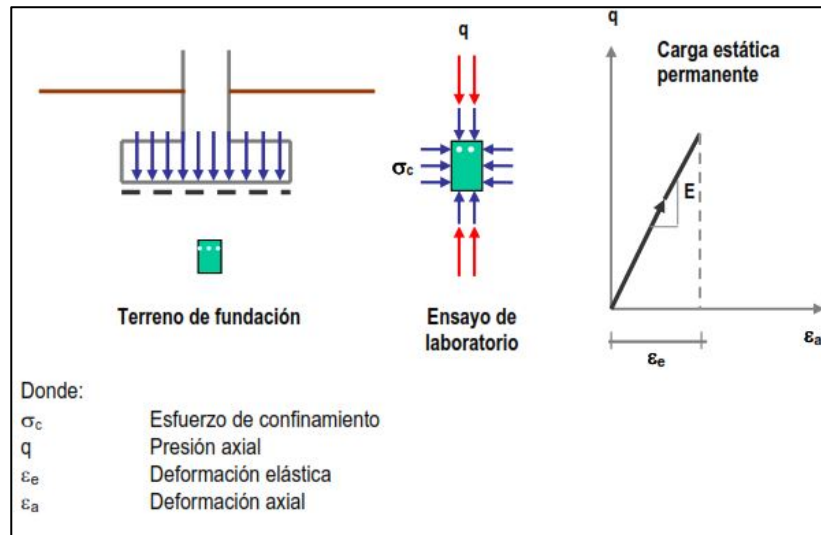 q
q
Carga estática
permanente
σc
E
Terreno de fundación
Ensayo de
laboratorio
εa
εe
Donde:
σc Esfuerzo de confinamiento
q Presión axial
εe Deformación elástica
εa Deformación axial